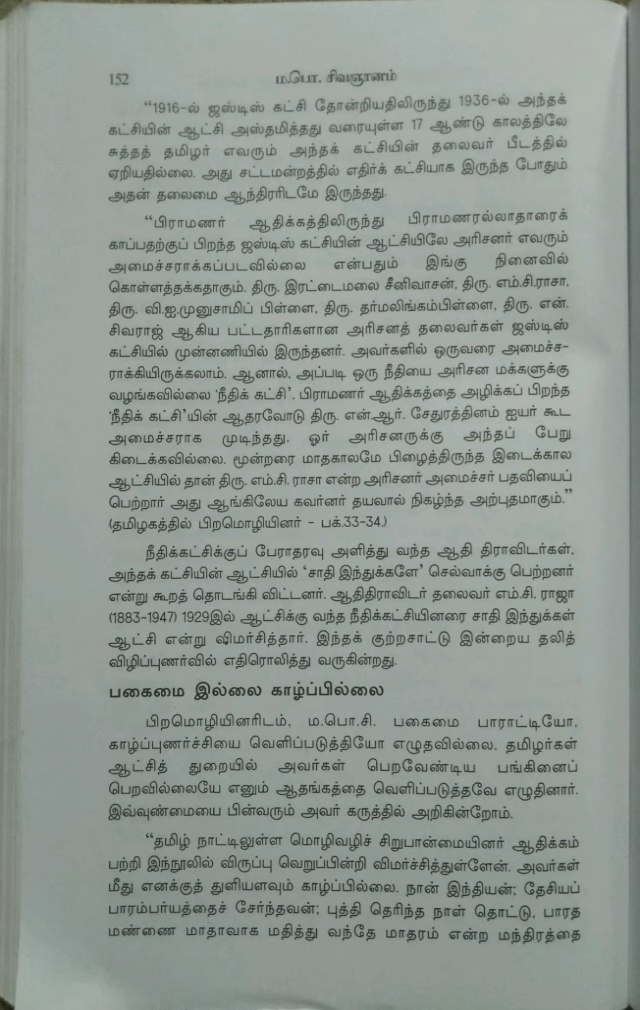 152
ம.பொ. சிவஞானம்
“1916-ல் ஜஸ்டிஸ் கட்சி தோன்றியதிலிருந்து 1936-ல் அந்தக்
கட்சியின் ஆட்சி அஸ்தமித்தது வரையுள்ள 17 ஆண்டு காலத்திலே
சுத்தத் தமிழர் எவரும் அந்தக் கட்சியின் தலைவர் பீடத்தில்
ஏறியதில்லை. அது சட்டமன்றத்தில் எதிர்க் கட்சியாக இருந்த போதும்
அதன் தலைமை ஆந்திரரிடமே இருந்தது.
“பிராமணர் ஆதிக்கத்திலிருந்து பிராமணரல்லாதாரைக்
காப்பதற்குப் பிறந்த ஜஸ்டிஸ் கட்சியின் ஆட்சியிலே அரிசனர் எவரும்
அமைச்சராக்கப்படவில்லை என்பதும் இங்கு நினைவில்
கொள்ளத்தக்கதாகும். திரு. இரட்டைமலை சீனிவாசன், திரு. எம்.சி.ராசா,
திரு. வி.ஐ.முனுசாமிப் பிள்ளை, திரு. தர்மலிங்கம்பிள்ளை, திரு. என்.
சிவராஜ் ஆகிய பட்டதாரிகளான அரிசனத் தலைவர்கள் ஜஸ்டிஸ்
கட்சியில் முன்னணியில் இருந்தனர். அவர்களில் ஒருவரை அமைச்ச-
ராக்கியிருக்கலாம். ஆனால், அப்படி ஒரு நீதியை அரிசன மக்களுக்கு
வழங்கவில்லை ‘நீதிக் கட்சி’. பிராமணர் ஆதிக்கத்தை அழிக்கப் பிறந்த
‘நீதிக் கட்சி’யின் ஆதரவோடு திரு. என்.ஆர். சேதுரத்தினம் ஐயர் கூட
அமைச்சராக முடிந்தது. ஓர் அரிசனருக்கு அந்தப் பேறு
கிடைக்கவில்லை. மூன்றரை மாதகாலமே பிழைத்திருந்த இடைக்கால
ஆட்சியில் தான் திரு. எம்.சி. ராசா என்ற அரிசனர் அமைச்சர் பதவியைப்
பெற்றார் அது ஆங்கிலேய கவர்னர் தயவால் நிகழ்ந்த அற்புதமாகும்.”
(தமிழகத்தில் பிறமொழியினர் – பக்.33-34.)
நீதிக்கட்சிக்குப் பேராதரவு அளித்து வந்த ஆதி திராவிடர்கள்,
அந்தக் கட்சியின் ஆட்சியில் ‘சாதி இந்துக்களே’ செல்வாக்கு பெற்றனர்
என்று கூறத் தொடங்கி விட்டனர். ஆதிதிராவிடர் தலைவர் எம்.சி. ராஜா
(1883-1947) 1929இல் ஆட்சிக்கு வந்த நீதிக்கட்சியினரை சாதி இந்துக்கள்
ஆட்சி என்று விமர்சித்தார். இந்தக் குற்றசாட்டு இன்றைய தலித்
விழிப்புணர்வில் எதிரொலித்து வருகின்றது.
பகைமை இல்லை காழ்ப்பில்லை
பிறமொழியினரிடம், ம.பொ.சி. பகைமை பாராட்டியோ,
காழ்ப்புணர்ச்சியை வெளிப்படுத்தியோ எழுதவில்லை. தமிழர்கள்
ஆட்சித் துறையில் அவர்கள் பெறவேண்டிய பங்கினைப்
பெறவில்லையே எனும் ஆதங்கத்தை வெளிப்படுத்தவே எழுதினார்.
இவ்வுண்மையை பின்வரும் அவர் கருத்தில் அறிகின்றோம்.
“தமிழ் நாட்டிலுள்ள மொழிவழிச் சிறுபான்மையினர் ஆதிக்கம்
பற்றி இந்நூலில் விருப்பு வெறுப்பின்றி விமர்ச்சித்துள்ளேன். அவர்கள்
மீது எனக்குத் துளியளவும் காழ்ப்பில்லை. நான் இந்தியன்; தேசியப்
பாரம்பர்யத்தைச் சேர்ந்தவன்; புத்தி தெரிந்த நாள் தொட்டு, பாரத
மண்ணை மாதாவாக மதித்து வந்தே மாதரம் என்ற மந்திரத்தை